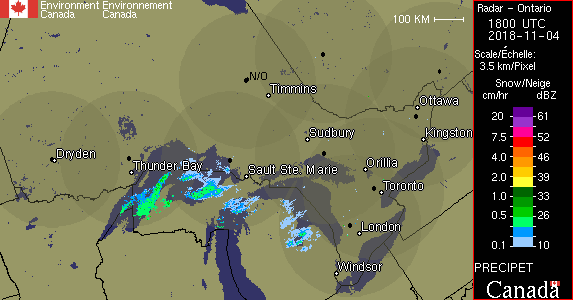 Environment Environnement
Canada Canada
100 KM
N/O
Timmins
Ottawa
Sudbury
Kingston
Dryden
Thunder Bay
Sault Ste. Marie
Orillia
Toronto
London
Windsor
Radar - Ontario
1800 UTC
2018-11-04
Scale/Échelle:
3.5 km/Pixel
Snow/Neige
cm/hr dBZ
20 61
7.5 52
4.0 46
2.0 39
1.0 33
0.5 26
0.1 10
PRECIPET
Canada